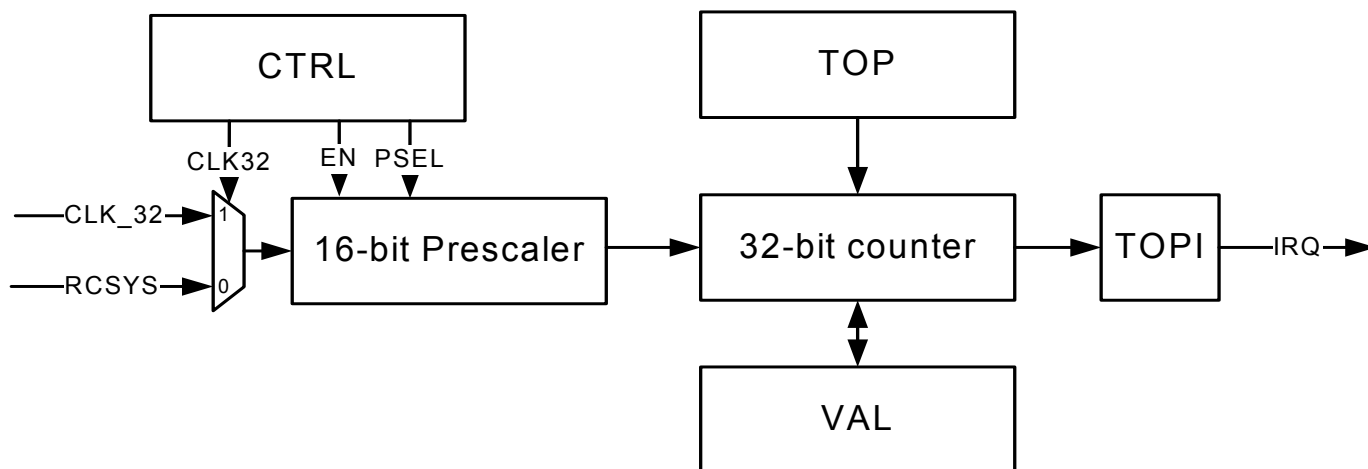 CTRL
TOP
CLK32
EN
PSEL
CLK_32
1
16-bit Prescaler
32-bit counter
TOPI
IRQ
RCSYS
0
VAL